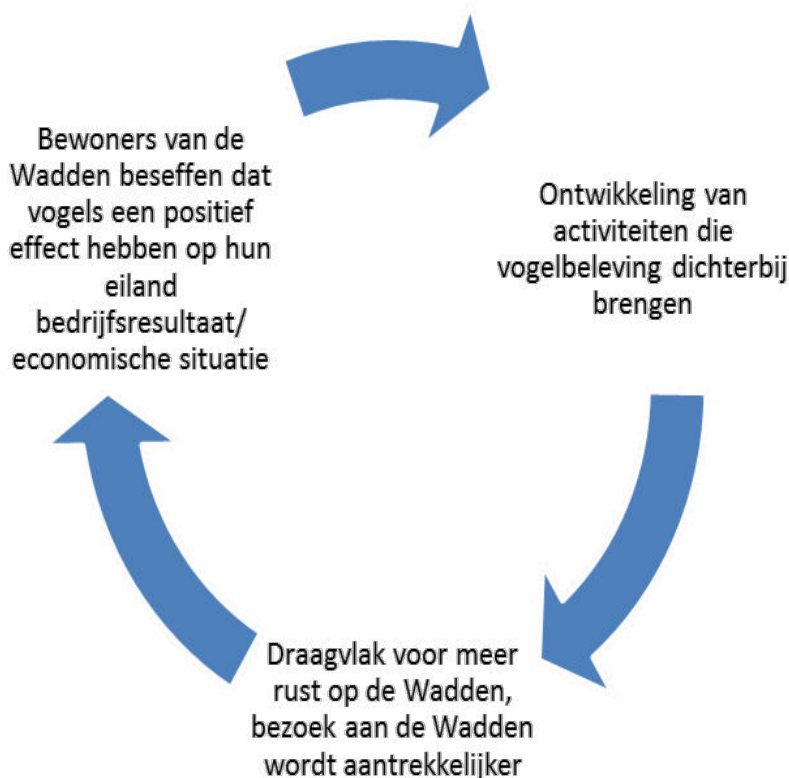 Bewoners van de
Wadden beseffen dat
vogels een positief
effect hebben op hun
eiland
bedrijfsresultaat/
economische situatie
Ontwikkeling van
activiteiten die
vogelbeleving dichterbij
brengen
Draagvlak voor meer
rust op de Wadden,
bezoek aan de Wadden
wordt aantrekkelijker